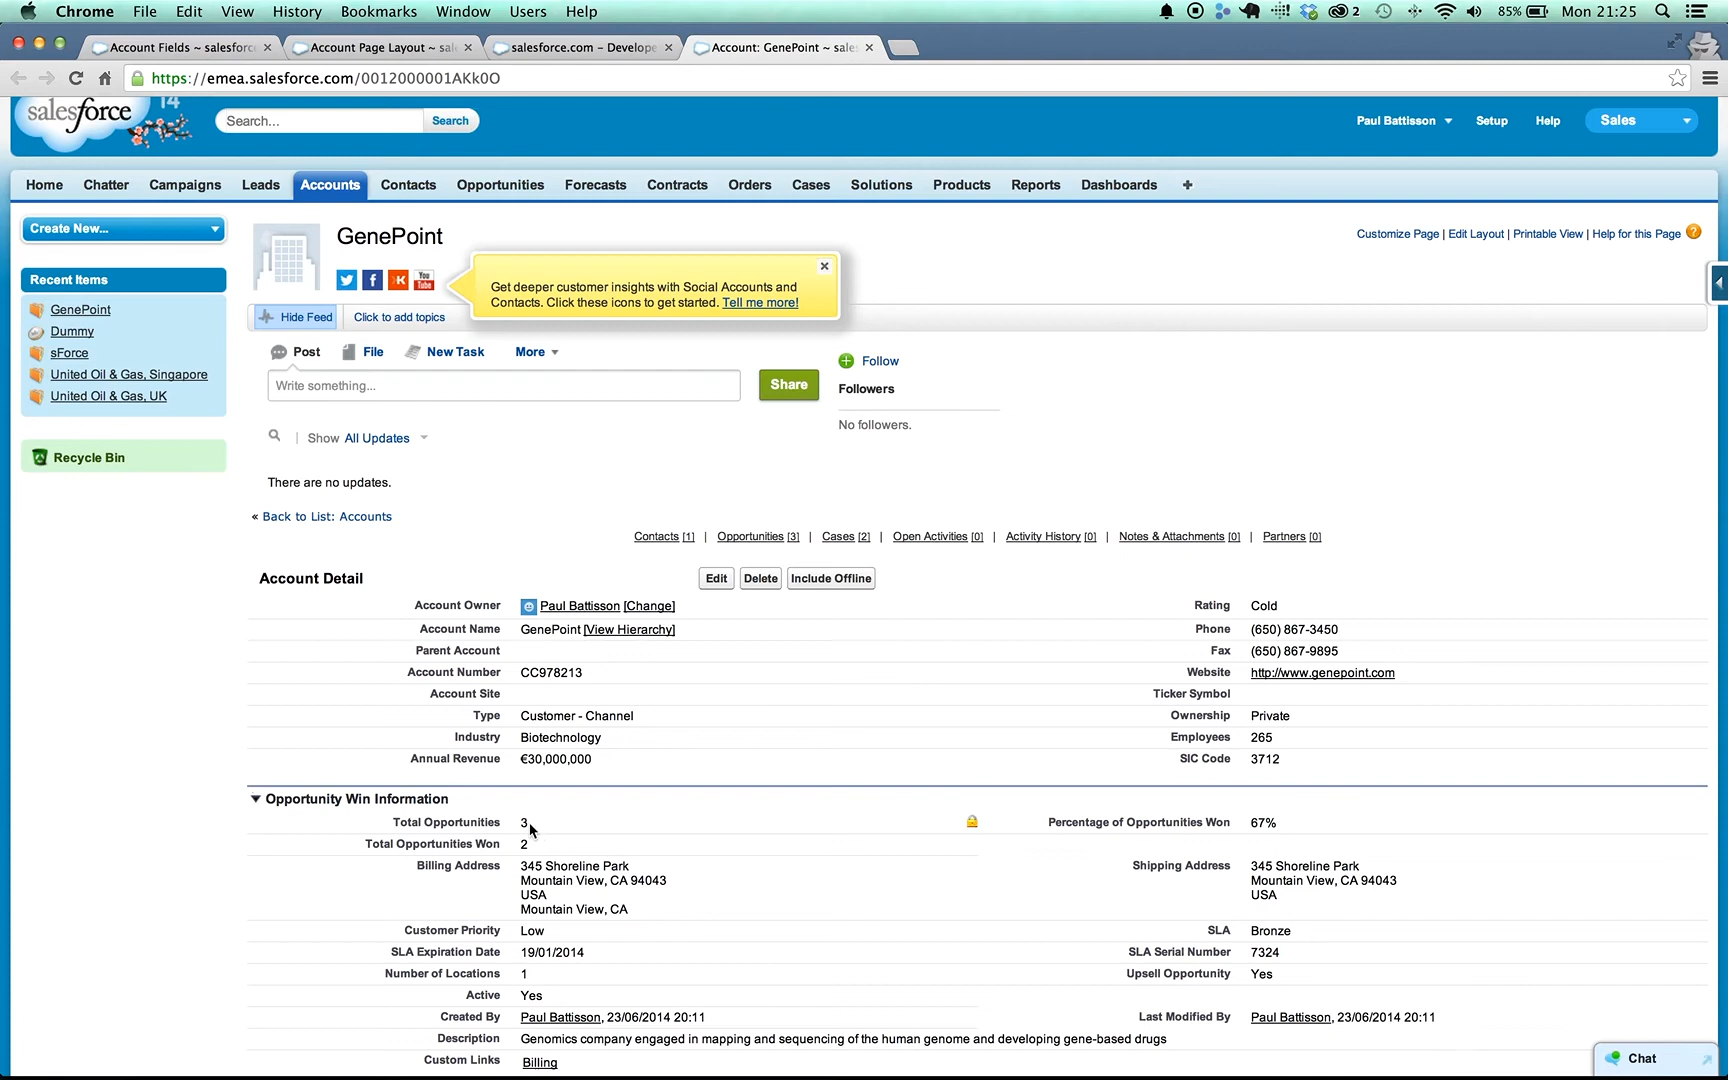 Chrome File Edit View History Bookmarks Window Users Help 2 85% Mon 21:25
Account Fields ~ salesforc Account Page Layout ~ sal salesforce.com – Develope Account: GenePoint ~ sale
https://emea.salesforce.com/0012000001AKk0O
salesforce 14 Search... Search Paul Battisson Setup Help Sales
Home Chatter Campaigns Leads Accounts Contacts Opportunities Forecasts Contracts Orders Cases Solutions Products Reports Dashboards +
Create New...
Recent Items
GenePoint
Dummy
sForce
United Oil & Gas, Singapore
United Oil & Gas, UK
Recycle Bin
GenePoint
Customize Page | Edit Layout | Printable View | Help for this Page ?
You Tube
Get deeper customer insights with Social Accounts and
Contacts. Click these icons to get started. Tell me more!
Hide Feed Click to add topics
Post File New Task More
Write something... Share
Follow
Followers
No followers.
Show All Updates
There are no updates.
« Back to List: Accounts
Contacts [1] | Opportunities [3] | Cases [2] | Open Activities [0] | Activity History [0] | Notes & Attachments [0] | Partners [0]
Account Detail Edit Delete Include Offline
Account Owner Paul Battisson [Change] Rating Cold
Account Name GenePoint [View Hierarchy] Phone (650) 867-3450
Parent Account Fax (650) 867-9895
Account Number CC978213 Website http://www.genepoint.com
Account Site Ticker Symbol
Type Customer - Channel Ownership Private
Industry Biotechnology Employees 265
Annual Revenue €30,000,000 SIC Code 3712
Opportunity Win Information
Total Opportunities 3 Percentage of Opportunities Won 67%
Total Opportunities Won 2
Billing Address 345 Shoreline Park Shipping Address 345 Shoreline Park
Mountain View, CA 94043 Mountain View, CA 94043
USA USA
Mountain View, CA
Customer Priority Low SLA Bronze
SLA Expiration Date 19/01/2014 SLA Serial Number 7324
Number of Locations 1 Upsell Opportunity Yes
Active Yes
Created By Paul Battisson, 23/06/2014 20:11 Last Modified By Paul Battisson, 23/06/2014 20:11
Description Genomics company engaged in mapping and sequencing of the human genome and developing gene-based drugs
Custom Links Billing
Chat